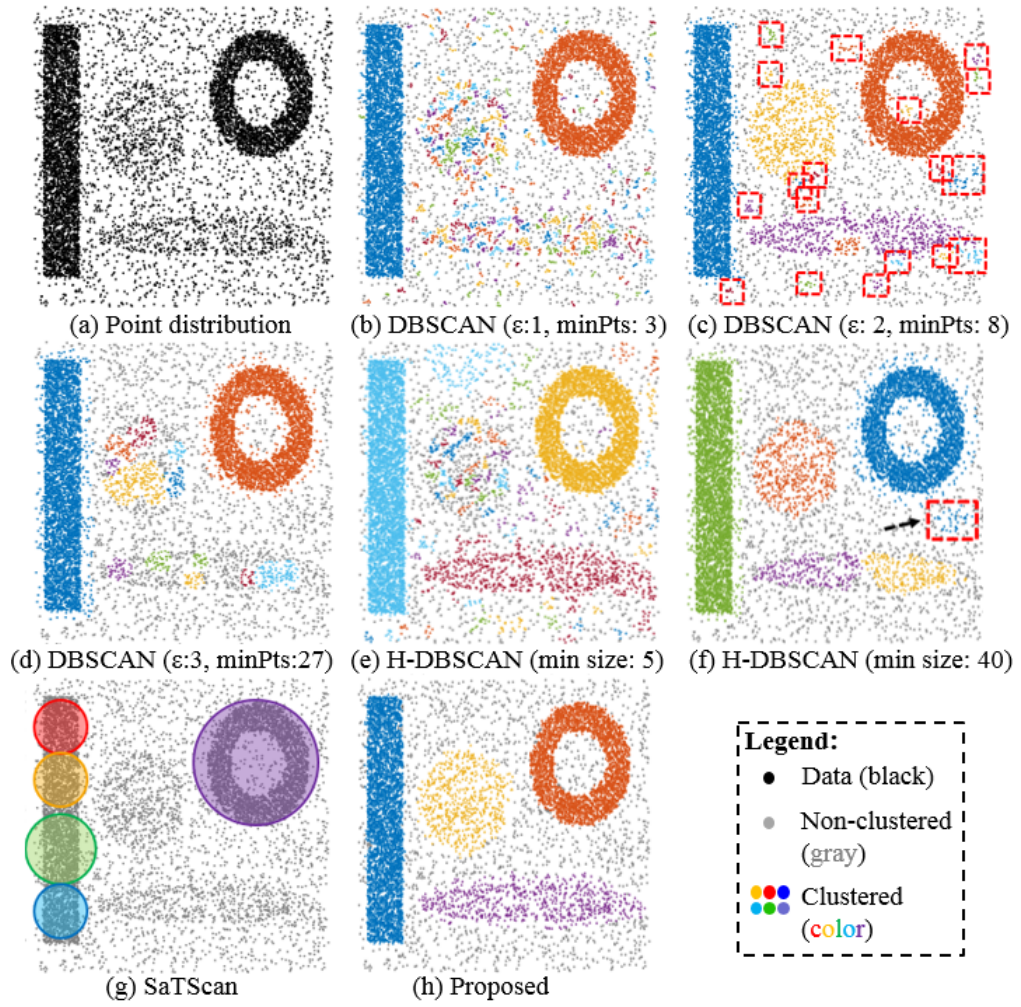 (a) Point distribution
(b) DBSCAN (ε:1, minPts: 3)
(c) DBSCAN (ε: 2, minPts: 8)
(d) DBSCAN (ε:3, minPts:27)
(e) H-DBSCAN (min size: 5)
(f) H-DBSCAN (min size: 40)
(g) SaTScan
(h) Proposed
Legend:
Data (black)
Non-clustered
(gray)
Clustered
(color)